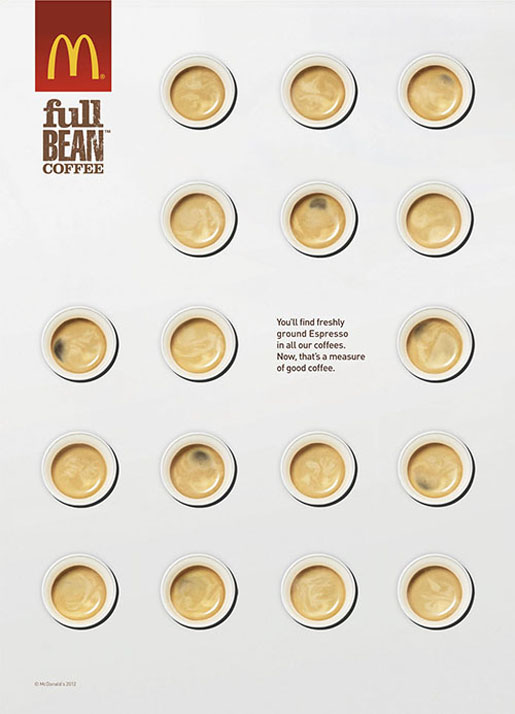 M
full
BEAN™
COFFEE
You'll find freshly
ground Espresso
in all our coffees.
Now, that's a measure
of good coffee.
© McDonald's 2012